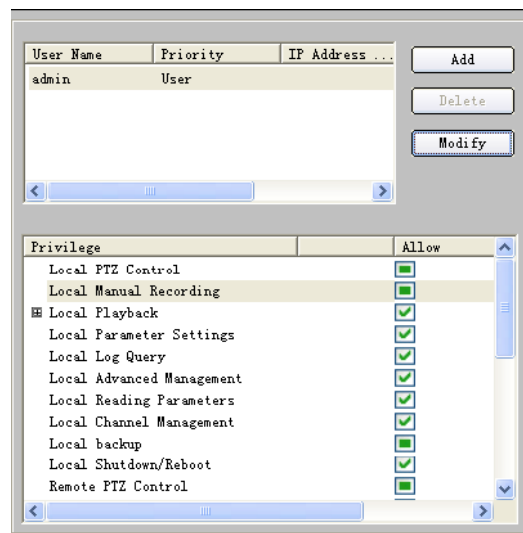 User Name Priority IP Address ...
admin User
Add
Delete
Modify
Privilege Allow
Local PTZ Control
Local Manual Recording
Local Playback
Local Parameter Settings
Local Log Query
Local Advanced Management
Local Reading Parameters
Local Channel Management
Local backup
Local Shutdown/Reboot
Remote PTZ Control